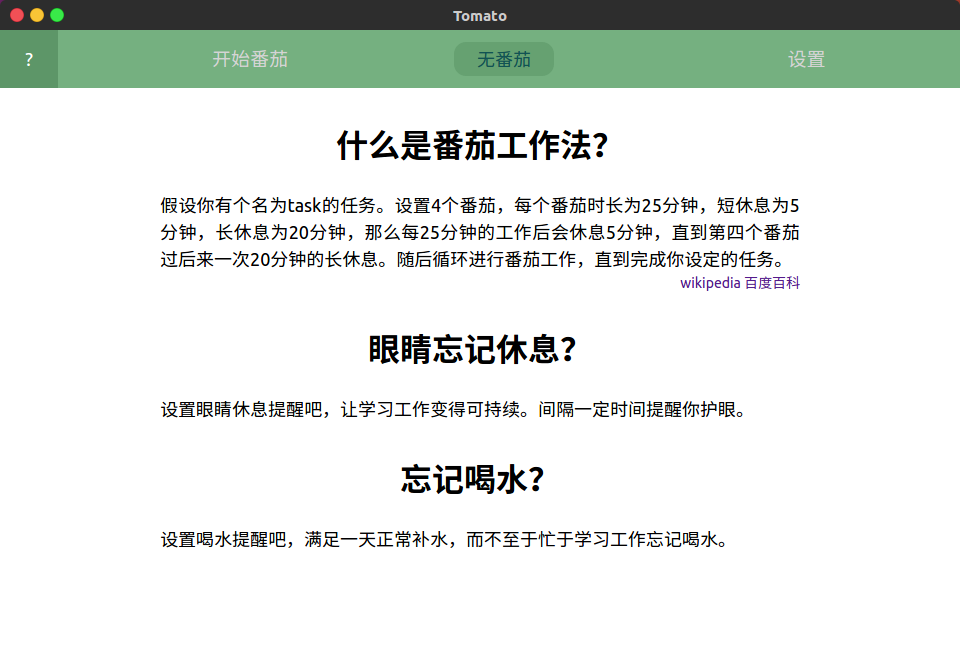 Tomato
? 开始番茄 无番茄 设置
什么是番茄工作法？
假设你有个名为task的任务。设置4个番茄，每个番茄时长为25分钟，短休息为5
分钟，长休息为20分钟，那么每25分钟的工作后会休息5分钟，直到第四个番茄
过后来一次20分钟的长休息。随后循环进行番茄工作，直到完成你设定的任务。
wikipedia 百度百科
眼睛忘记休息？
设置眼睛休息提醒吧，让学习工作变得可持续。间隔一定时间提醒你护眼。
忘记喝水？
设置喝水提醒吧，满足一天正常补水，而不至于忙于学习工作忘记喝水。